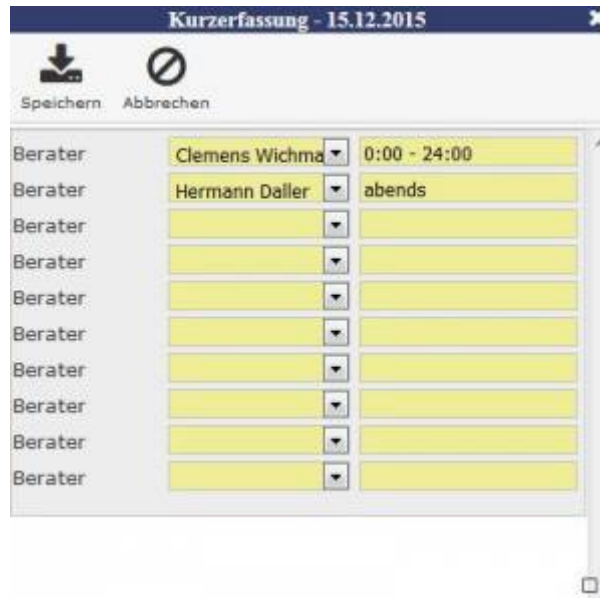 Kurzerfassung - 15.12.2015
Speichern Abbrechen
Berater Clemens Wichma 0:00 - 24:00
Berater Hermann Daller abends
Berater
Berater
Berater
Berater
Berater
Berater
Berater
Berater